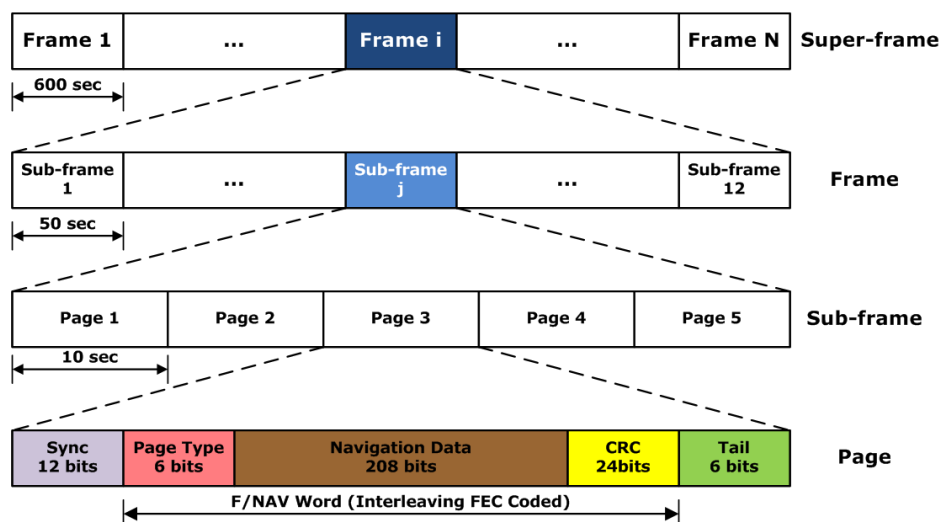 Frame 1
...
Frame i
...
Frame N
Super-frame
600 sec
Sub-frame
1
...
Sub-frame
j
...
Sub-frame
12
Frame
50 sec
Page 1
Page 2
Page 3
Page 4
Page 5
Sub-frame
10 sec
Sync
12 bits
Page Type
6 bits
Navigation Data
208 bits
CRC
24bits
Tail
6 bits
Page
F/NAV Word (Interleaving FEC Coded)